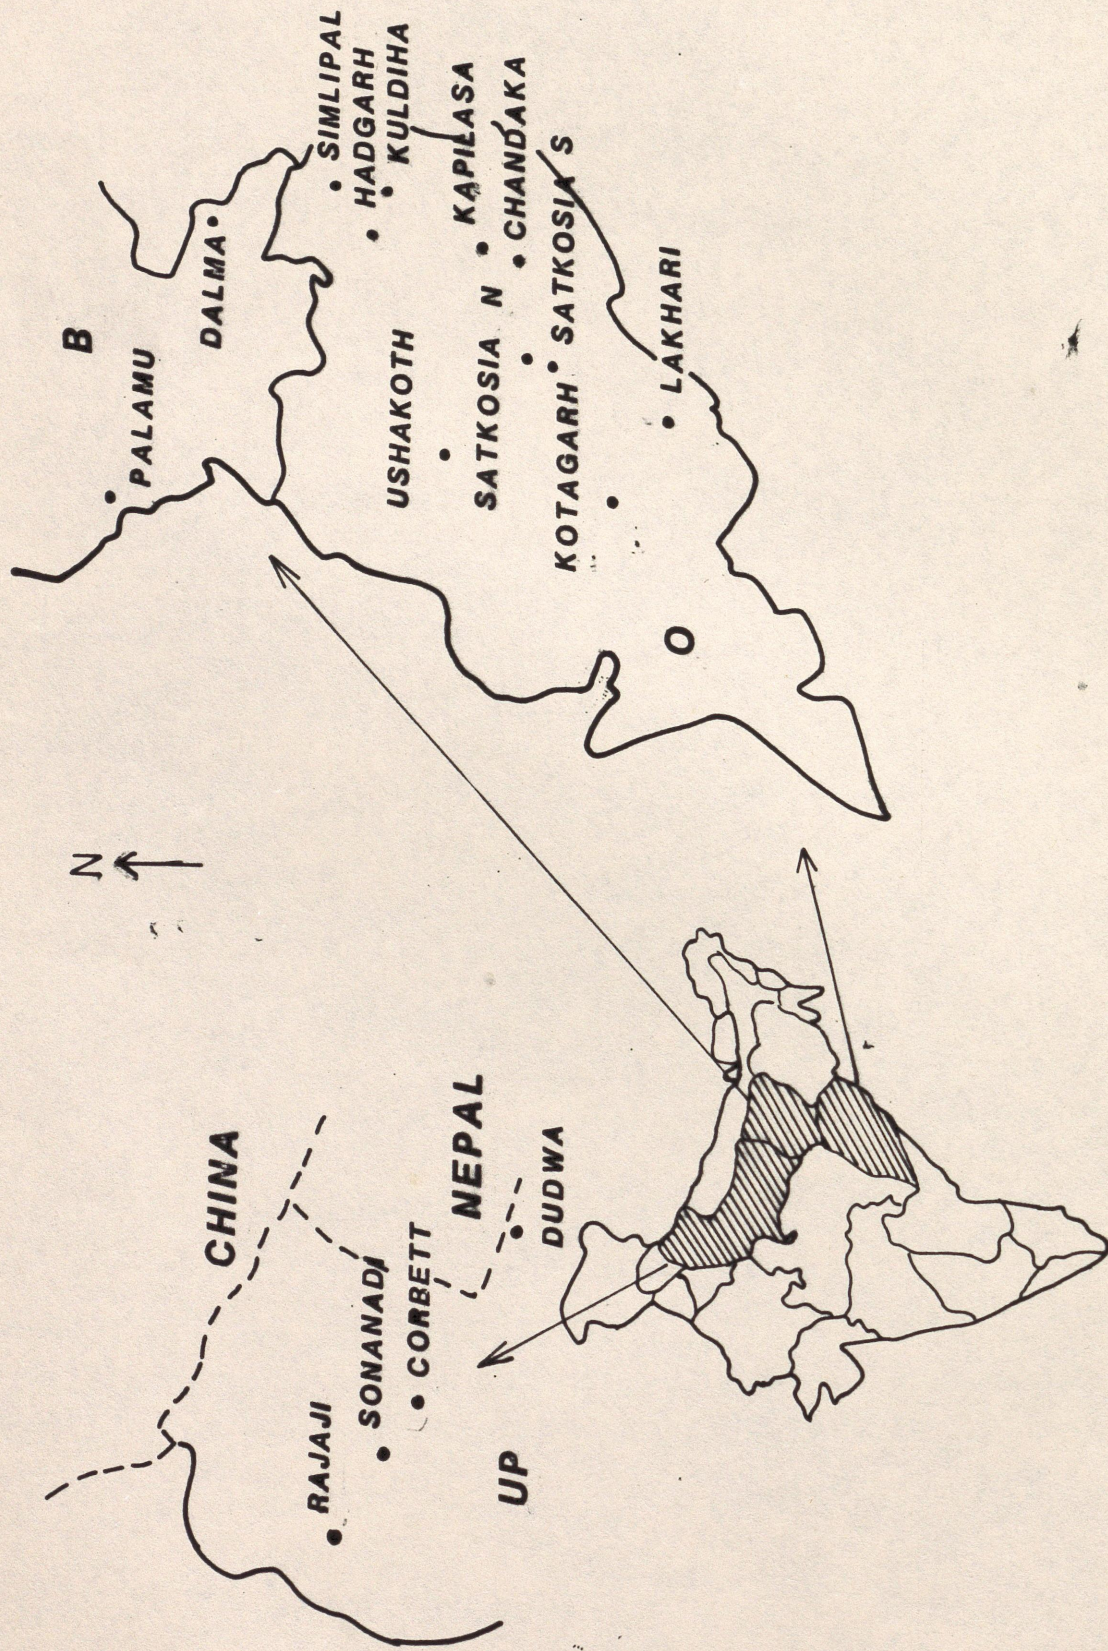 N
CHINA
RAJAJI
SONANADI
CORBETT
NEPAL
UP
DUDWA
B
PALAMU
DALMA
SIMLIPAL
HADGARH
KULDIHA
USHAKOTH
KAPILASA
SATKOSIA N
CHANDAKA
KOTAGARH
SATKOSIA S
LAKHARI
O